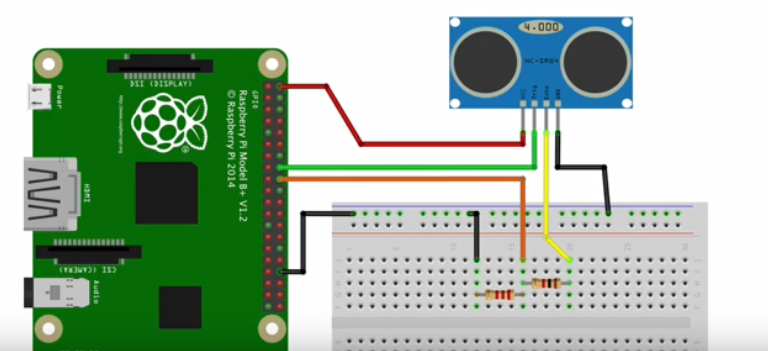 4.000
HC-SR04
VCC
Trig
Echo
GND
DSI (DISPLAY)
Power
GPIO
Raspberry Pi Model B+ V1.2
© Raspberry Pi 2014
HDMI
CSI (CAMERA)
Audio
1
5
10
15
20
25
30